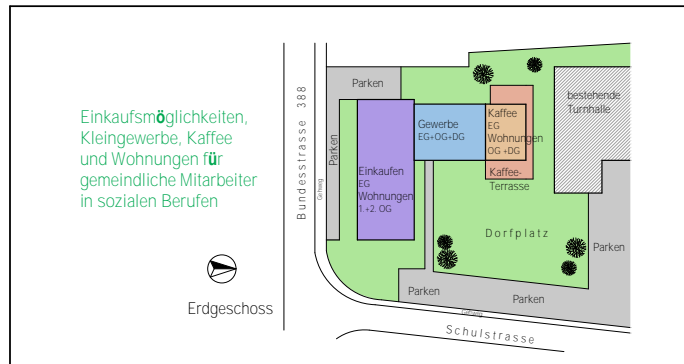 Einkaufsmöglichkeiten,
Kleingewerbe, Kaffee
und Wohnungen für
gemeindliche Mitarbeiter
in sozialen Berufen
Erdgeschoss
Bundesstrasse 388
Gehweg
Parken
Parken
Einkaufen
EG
Wohnungen
1.+2. OG
Gewerbe
EG+OG+DG
Kaffee
EG
Wohnungen
OG +DG
Kaffee-
Terrasse
bestehende
Turnhalle
Dorfplatz
Parken
Parken
Parken
Gehweg
Schulstrasse